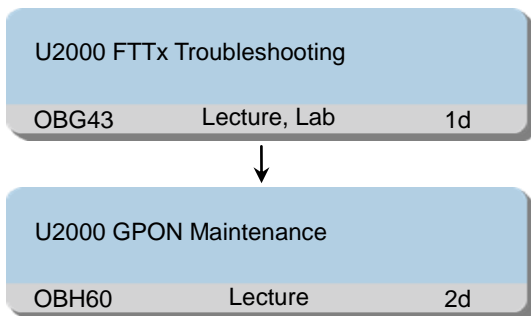 U2000 FTTx Troubleshooting
OBG43 Lecture, Lab 1d
U2000 GPON Maintenance
OBH60 Lecture 2d